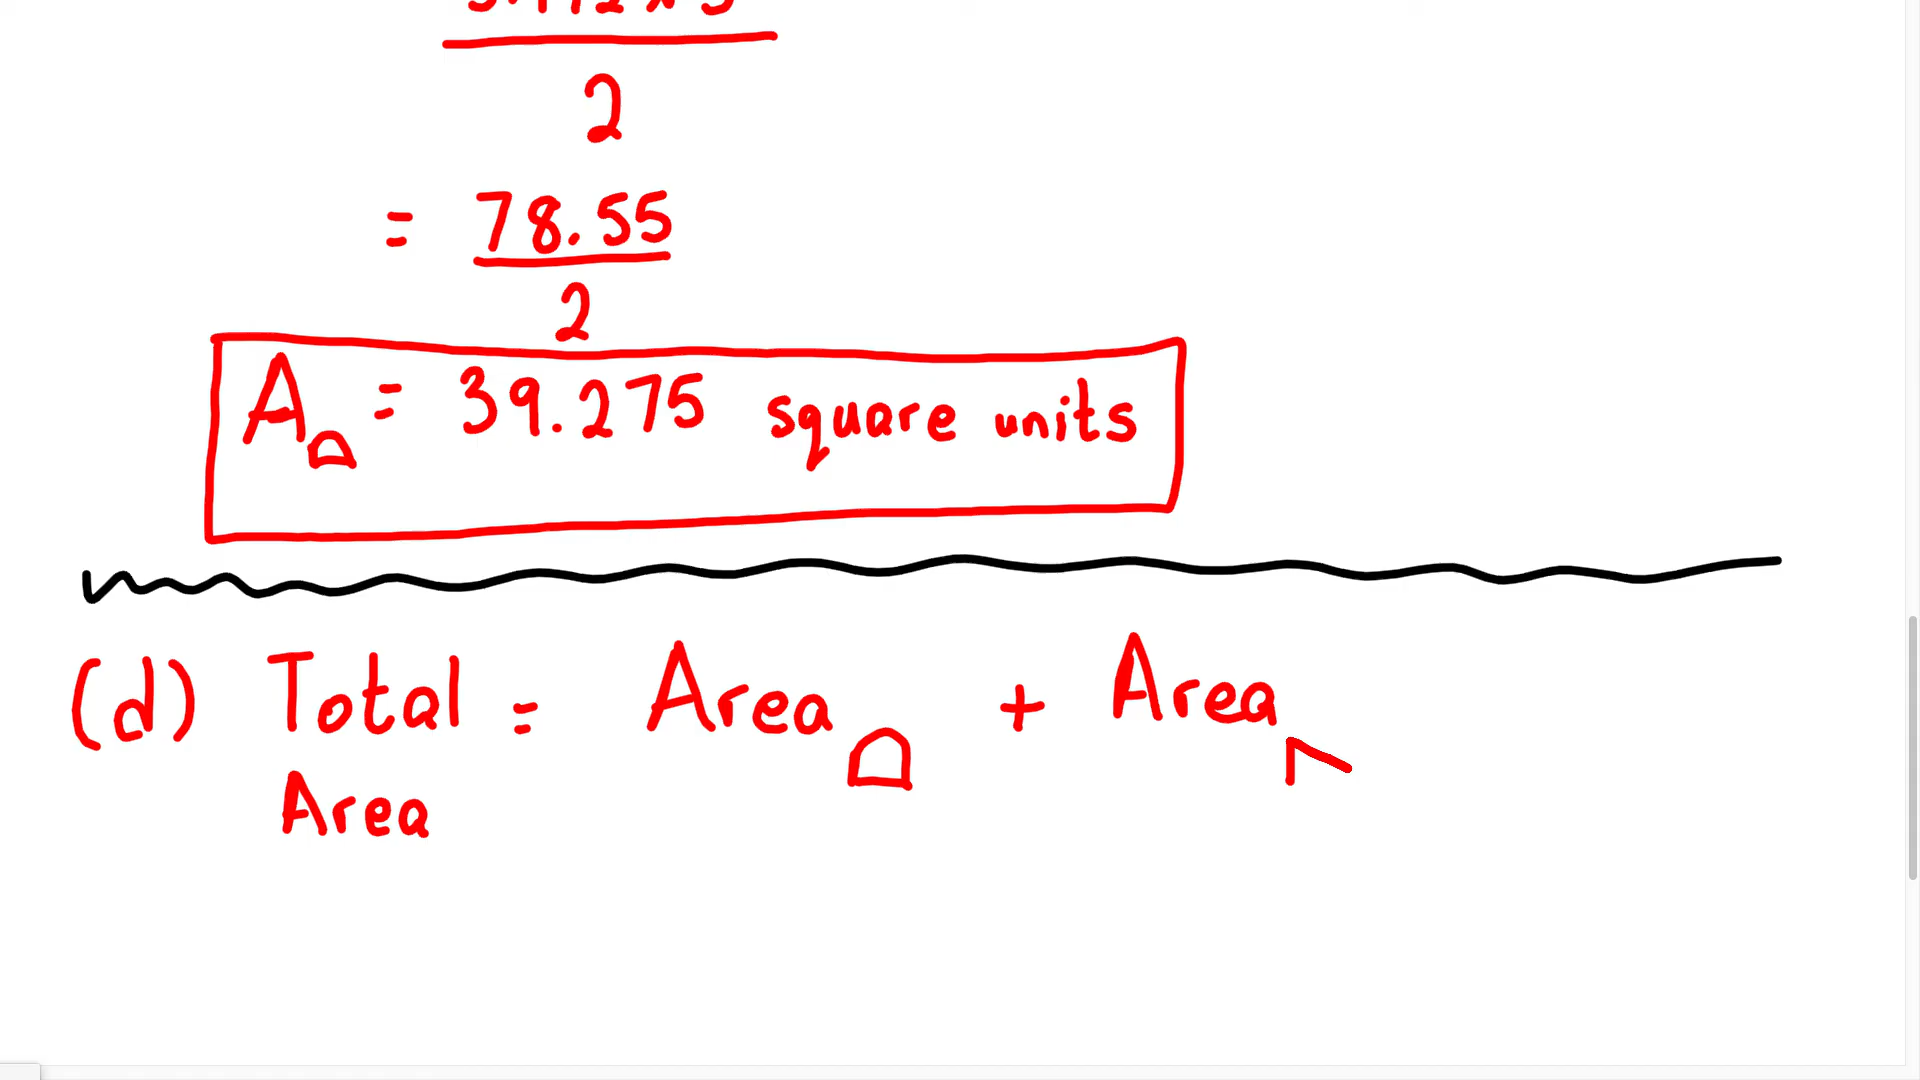 2
= 78.55
2
A = 39.275 square units
(d) Total = Area + Area
Area